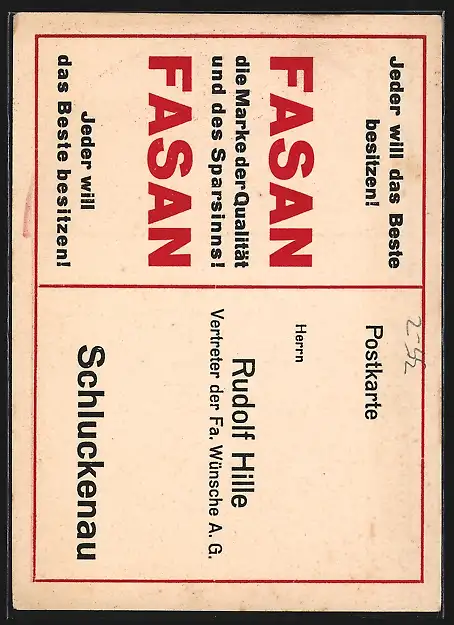 Jeder will das Beste
besitzen!
FASAN
die Marke der Qualität
und des Sparsinns!
FASAN
Jeder will
das Beste besitzen!
Postkarte
Herrn
Rudolf Hille
Vertreter der Fa. Wünsche A. G.
Schluckenau